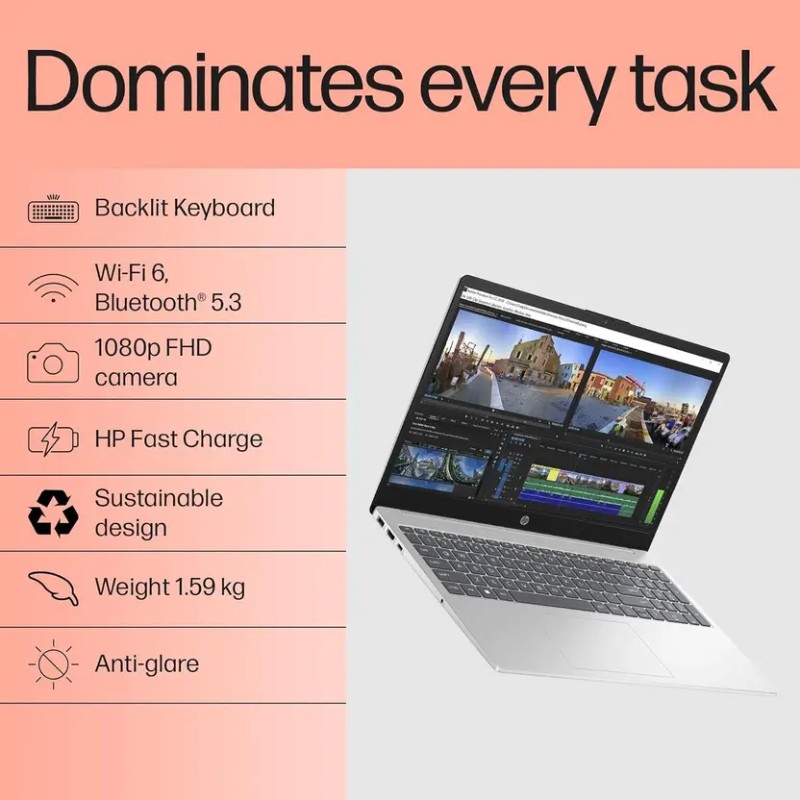 Dominates every task
Backlit Keyboard
Wi-Fi 6,
Bluetooth® 5.3
1080p FHD
camera
HP Fast Charge
Sustainable
design
Weight 1.59 kg
Anti-glare
hp